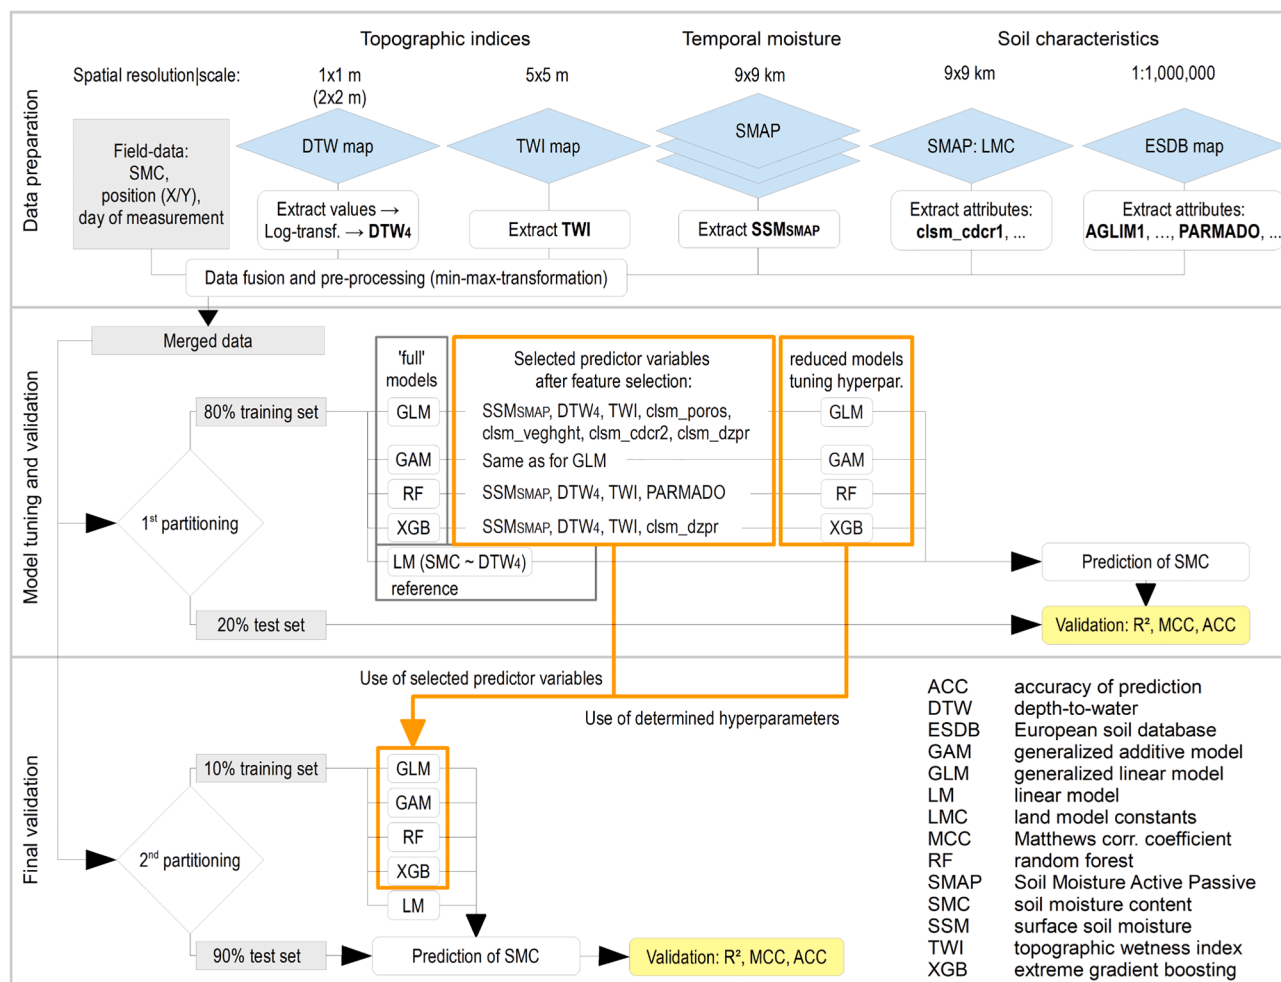 Topographic indices
Temporal moisture
Soil characteristics
Spatial resolution|scale:
1x1 m
(2x2 m)
5x5 m
9x9 km
9x9 km
1:1,000,000
Data preparation
Field-data:
SMC,
position (X/Y),
day of measurement
DTW map
TWI map
SMAP
SMAP: LMC
ESDB map
Extract values →
Log-transf. → DTW4
Extract TWI
Extract SSMSMAP
Extract attributes:
clsm_cdcr1, ...
Extract attributes:
AGLIM1, ..., PARMADO, ...
Data fusion and pre-processing (min-max-transformation)
Model tuning and validation
Merged data
'full'
models
Selected predictor variables
after feature selection:
reduced models
tuning hyperpar.
80% training set
GLM
SSMSMAP, DTW4, TWI, clsm_poros,
clsm_veghght, clsm_cdcr2, clsm_dzpr
GLM
GAM
Same as for GLM
GAM
RF
SSMSMAP, DTW4, TWI, PARMADO
RF
1st partitioning
XGB
SSMSMAP, DTW4, TWI, clsm_dzpr
XGB
LM (SMC ~ DTW4)
reference
Prediction of SMC
20% test set
Validation: R², MCC, ACC
Final validation
Use of selected predictor variables
Use of determined hyperparameters
10% training set
GLM
GAM
RF
2nd partitioning
XGB
LM
90% test set
Prediction of SMC
Validation: R², MCC, ACC
ACC accuracy of prediction
DTW depth-to-water
ESDB European soil database
GAM generalized additive model
GLM generalized linear model
LM linear model
LMC land model constants
MCC Matthews corr. coefficient
RF random forest
SMAP Soil Moisture Active Passive
SMC soil moisture content
SSM surface soil moisture
TWI topographic wetness index
XGB extreme gradient boosting